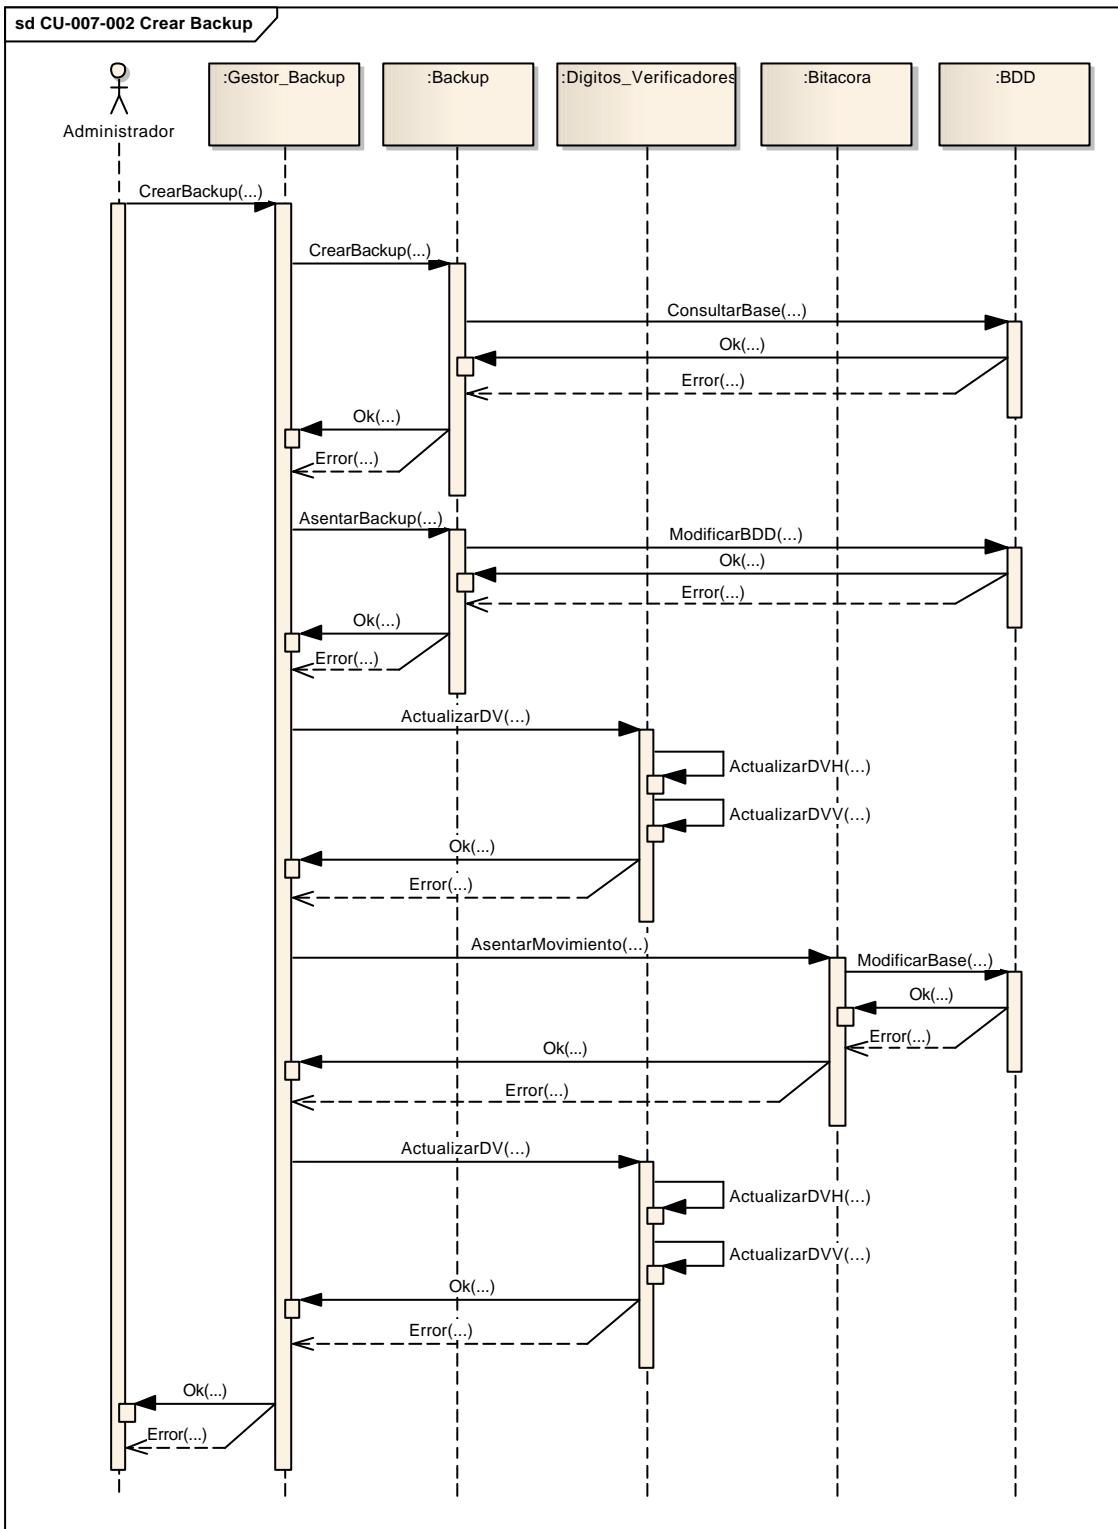 sd CU-007-002 Crear Backup
Administrador
:Gestor_Backup
:Backup
:Digitos_Verificadores
:Bitacora
:BDD
CrearBackup(...)
CrearBackup(...)
ConsultarBase(...)
Ok(...)
Error(...)
Ok(...)
Error(...)
AsentarBackup(...)
ModificarBDD(...)
Ok(...)
Error(...)
Ok(...)
Error(...)
ActualizarDV(...)
ActualizarDVH(...)
ActualizarDVV(...)
Ok(...)
Error(...)
AsentarMovimiento(...)
ModificarBase(...)
Ok(...)
Error(...)
Ok(...)
Error(...)
ActualizarDV(...)
ActualizarDVH(...)
ActualizarDVV(...)
Ok(...)
Error(...)
Ok(...)
Error(...)